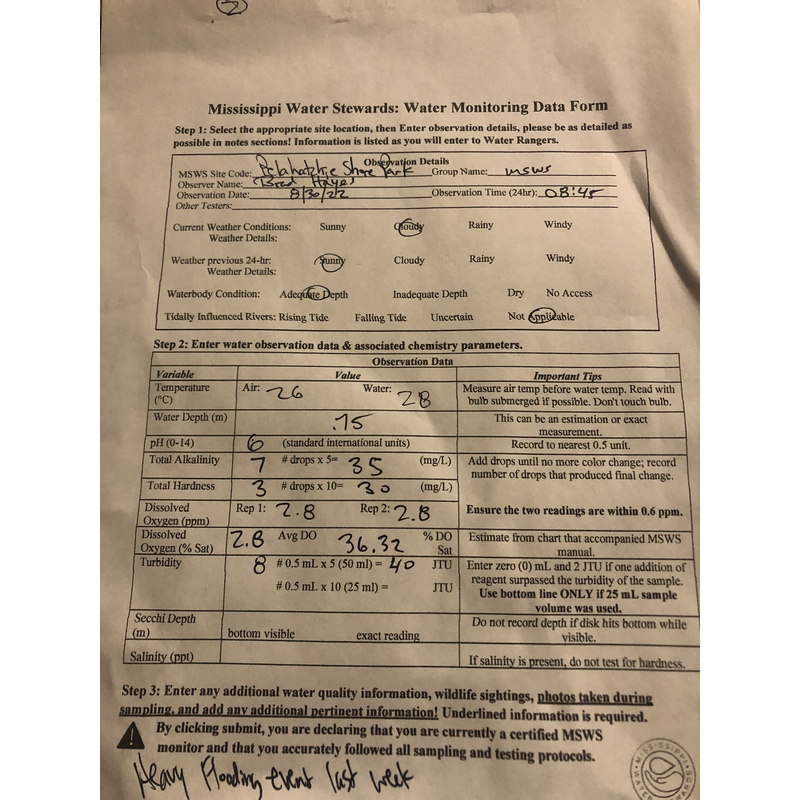 3
Mississippi Water Stewards: Water Monitoring Data Form
Step 1: Select the appropriate site location, then Enter observation details, please be as detailed as
possible in notes sections! Information is listed as you will enter to Water Rangers.
Observation Details
MSWS Site Code: Pelahatchie Shore Park Group Name: MSWS
Observer Name: Brad Hayes
Observation Date: 8/30/22 Observation Time (24hr): 08:45
Other Testers:
Current Weather Conditions: Sunny Cloudy Rainy Windy
Weather Details:
Weather previous 24-hr: Sunny Cloudy Rainy Windy
Weather Details:
Waterbody Condition: Adequate Depth Inadequate Depth Dry No Access
Tidally Influenced Rivers: Rising Tide Falling Tide Uncertain Not Applicable
Step 2: Enter water observation data & associated chemistry parameters.
Observation Data
Variable Value Important Tips
Temperature Air: 26 Water: 28 Measure air temp before water temp. Read with
(°C) bulb submerged if possible. Don't touch bulb.
Water Depth (m) .75 This can be an estimation or exact
measurement.
pH (0-14) 6 (standard international units) Record to nearest 0.5 unit.
Total Alkalinity 7 # drops x 5= 35 (mg/L) Add drops until no more color change; record
number of drops that produced final change.
Total Hardness 3 # drops x 10= 30 (mg/L)
Dissolved Rep 1: 2.8 Rep 2: 2.8 Ensure the two readings are within 0.6 ppm.
Oxygen (ppm)
Dissolved 2.8 Avg DO 36.32 % DO Estimate from chart that accompanied MSWS
Oxygen (% Sat) Sat manual.
Turbidity 8 # 0.5 mL x 5 (50 ml) = 40 JTU Enter zero (0) mL and 2 JTU if one addition of
reagent surpassed the turbidity of the sample.
# 0.5 mL x 10 (25 ml) = JTU Use bottom line ONLY if 25 mL sample
volume was used.
Secchi Depth Do not record depth if disk hits bottom while
(m) bottom visible exact reading visible.
Salinity (ppt) If salinity is present, do not test for hardness.
Step 3: Enter any additional water quality information, wildlife sightings, photos taken during
sampling, and add any additional pertinent information! Underlined information is required.
By clicking submit, you are declaring that you are currently a certified MSWS
monitor and that you accurately followed all sampling and testing protocols.
Heavy Flooding event last week
MISSISSIPPI